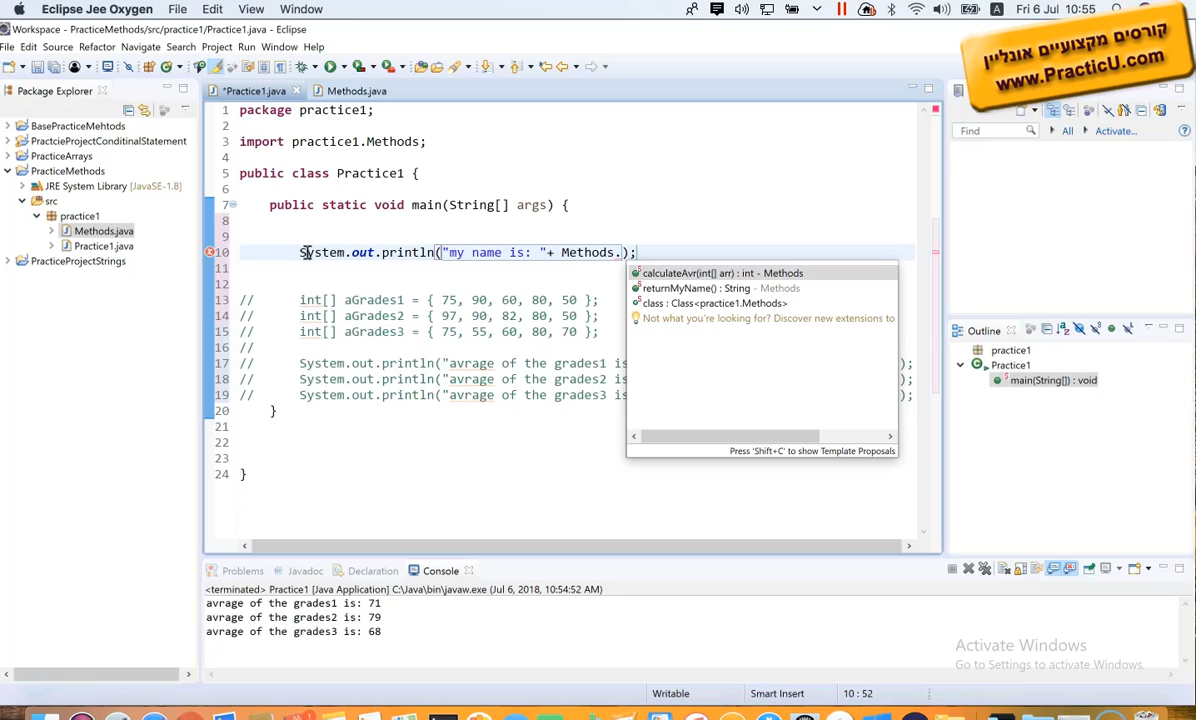 Eclipse Jee Oxygen File Edit View Window Fri 6 Jul 10:55
Workspace - PracticeMethods/src/practice1/Practice1.java - Eclipse
File Edit Source Refactor Navigate Search Project Run Window Help
קורסים מקצועיים אונליין
www.PracticU.com
Package Explorer
BasePracticeMehtods
PractcieProjectConditinalStatement
PracticeArrays
PracticeMethods
JRE System Library [JavaSE-1.8]
src
practice1
Methods.java
Practice1.java
PracticeProjectStrings
*Practice1.java Methods.java
1 package practice1;
2
3 import practice1.Methods;
4
5 public class Practice1 {
6
7 public static void main(String[] args) {
8
9
10 System.out.println("my name is: "+ Methods.);
11
12
13 // int[] aGrades1 = { 75, 90, 60, 80, 50 };
14 // int[] aGrades2 = { 97, 90, 82, 80, 50 };
15 // int[] aGrades3 = { 75, 55, 60, 80, 70 };
16 //
17 // System.out.println("avrage of the grades1 is );
18 // System.out.println("avrage of the grades2 is );
19 // System.out.println("avrage of the grades3 is );
20 }
21
22
23
24 }
calculateAvr(int[] arr) : int - Methods
returnMyName() : String - Methods
class : Class<practice1.Methods>
Not what you're looking for? Discover new extensions to
Press 'Shift+C' to show Template Proposals
Find All Activate...
Outline
practice1
Practice1
main(String[]) : void
Problems Javadoc Declaration Console
<terminated> Practice1 [Java Application] C:\Java\bin\javaw.exe (Jul 6, 2018, 10:54:52 AM)
avrage of the grades1 is: 71
avrage of the grades2 is: 79
avrage of the grades3 is: 68
Activate Windows
Go to Settings to activate Windows.
Writable Smart Insert 10 : 52